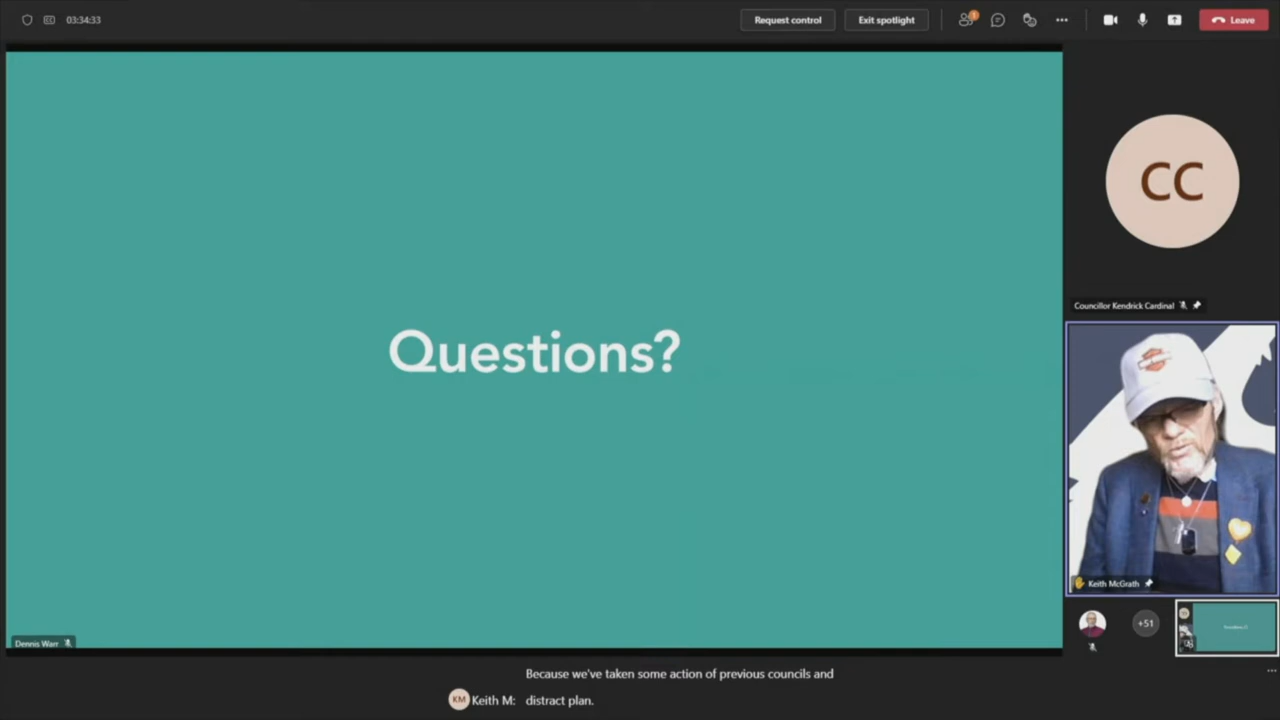 03:34:33
Request control
Exit spotlight
1
Leave
Questions?
CC
Councillor Kendrick Cardinal
Keith McGrath
+51
Dennis Warr
Because we've taken some action of previous councils and
KM Keith M: distract plan.